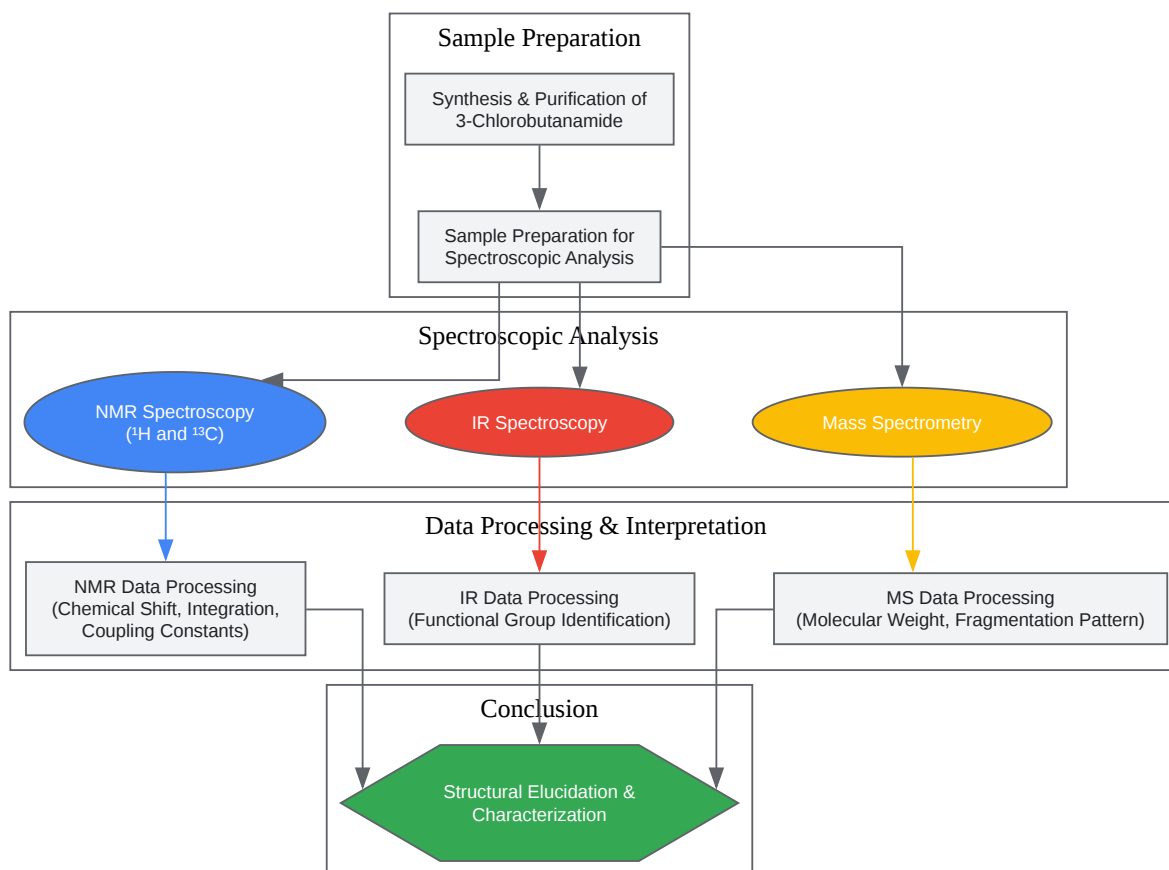 Sample Preparation
Synthesis & Purification of
3-Chlorobutanamide
Sample Preparation for
Spectroscopic Analysis
Spectroscopic Analysis
NMR Spectroscopy
(¹H and ¹³C)
IR Spectroscopy
Mass Spectrometry
Data Processing & Interpretation
NMR Data Processing
(Chemical Shift, Integration,
Coupling Constants)
IR Data Processing
(Functional Group Identification)
MS Data Processing
(Molecular Weight, Fragmentation Pattern)
Conclusion
Structural Elucidation &
Characterization